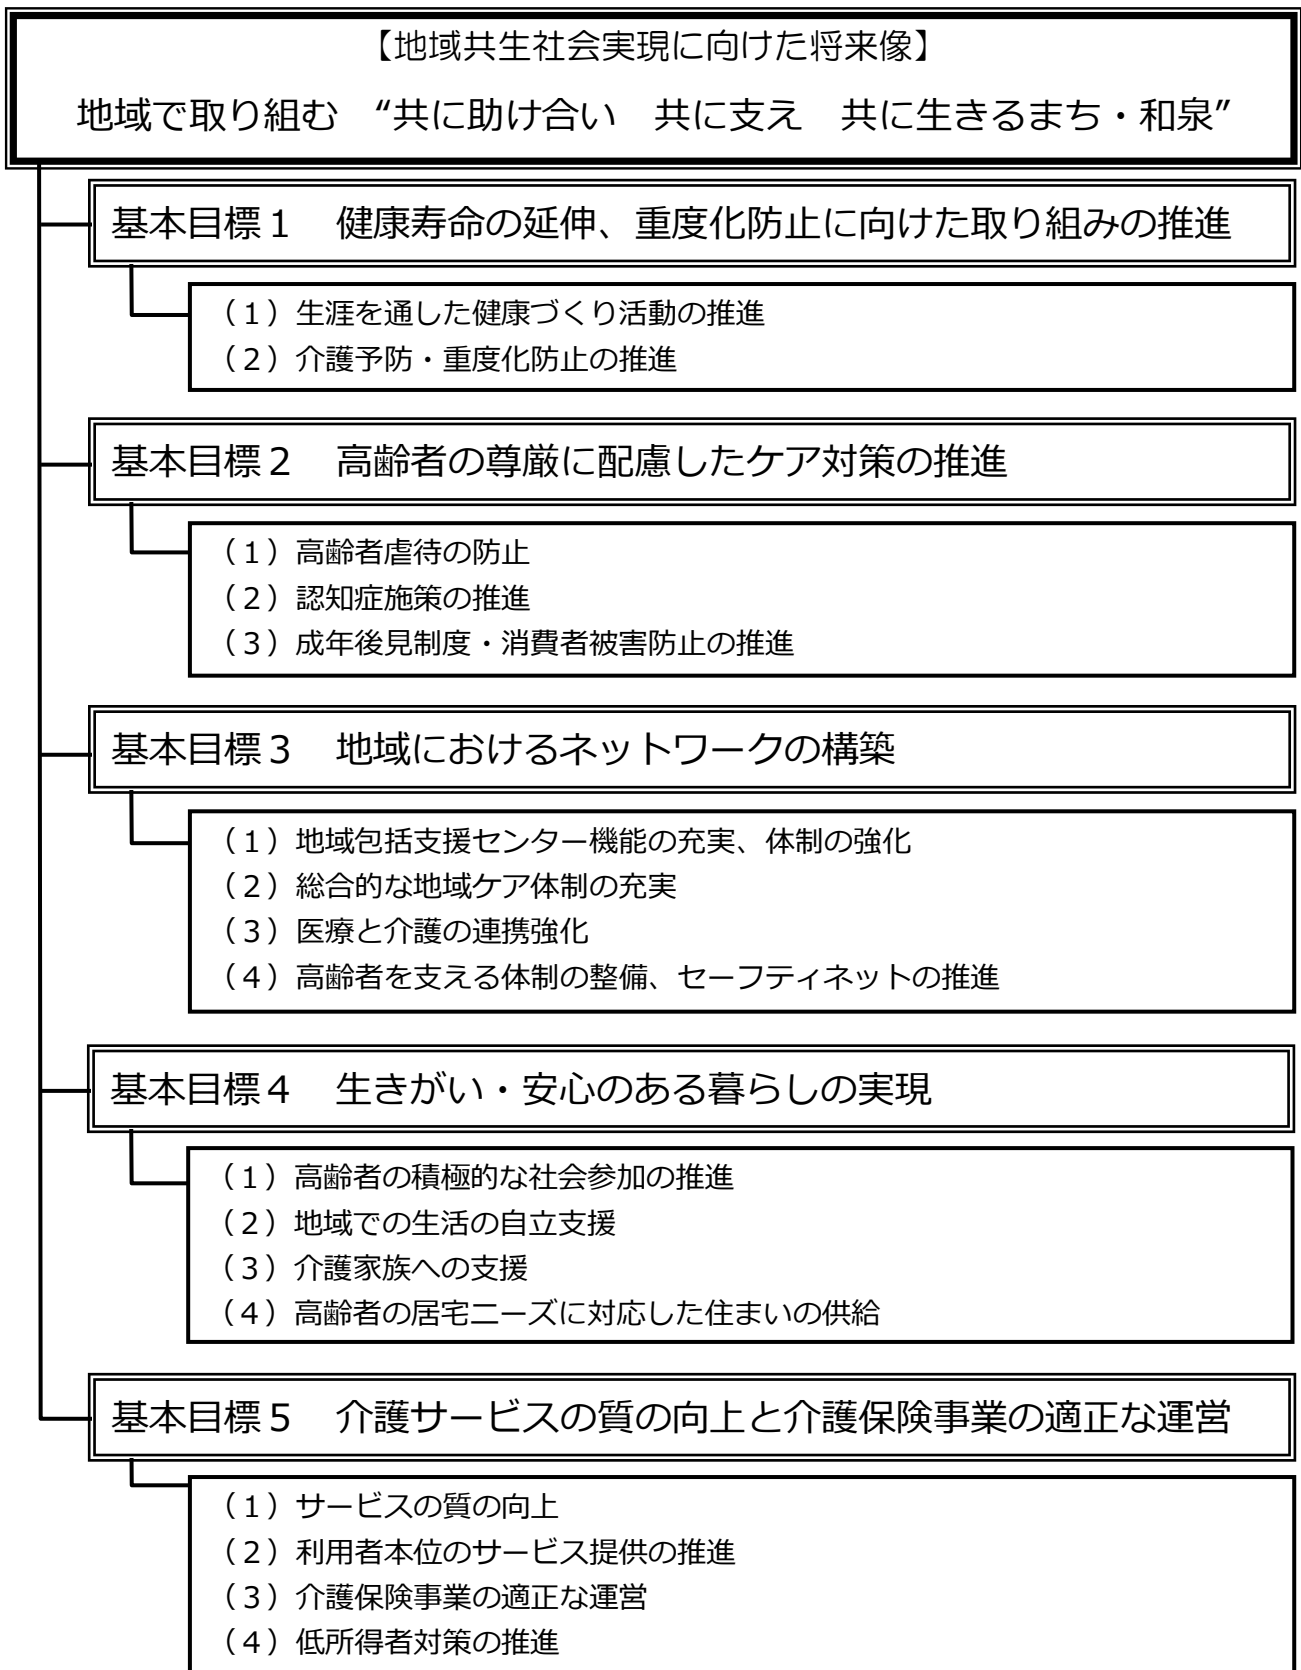 【地域共生社会実現に向けた将来像】
地域で取り組む　“共に助け合い　共に支え　共に生きるまち・和泉”
基本目標１　健康寿命の延伸、重度化防止に向けた取り組みの推進
（１）生涯を通した健康づくり活動の推進
（２）介護予防・重度化防止の推進
基本目標２　高齢者の尊厳に配慮したケア対策の推進
（１）高齢者虐待の防止
（２）認知症施策の推進
（３）成年後見制度・消費者被害防止の推進
基本目標３　地域におけるネットワークの構築
（１）地域包括支援センター機能の充実、体制の強化
（２）総合的な地域ケア体制の充実
（３）医療と介護の連携強化
（４）高齢者を支える体制の整備、セーフティネットの推進
基本目標４　生きがい・安心のある暮らしの実現
（１）高齢者の積極的な社会参加の推進
（２）地域での生活の自立支援
（３）介護家族への支援
（４）高齢者の居宅ニーズに対応した住まいの供給
基本目標５　介護サービスの質の向上と介護保険事業の適正な運営
（１）サービスの質の向上
（２）利用者本位のサービス提供の推進
（３）介護保険事業の適正な運営
（４）低所得者対策の推進